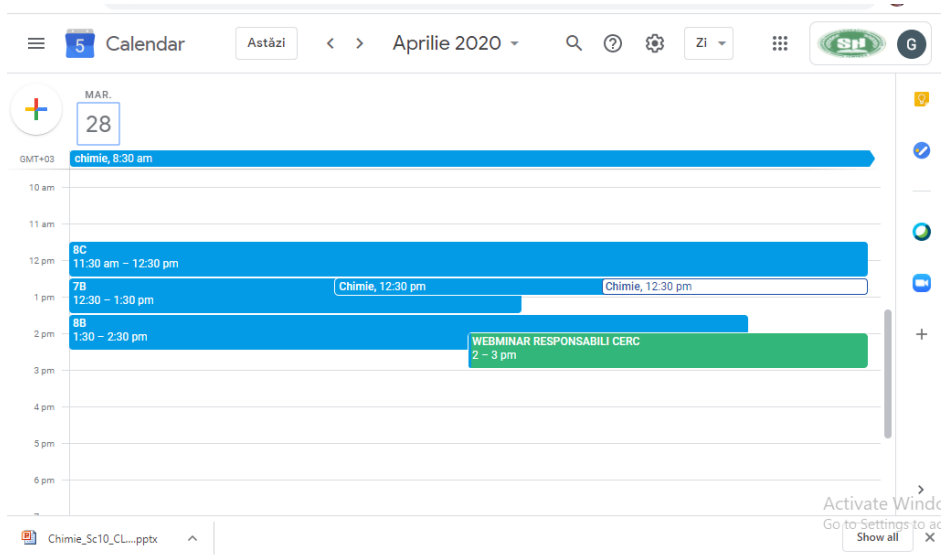 5 Calendar Astăzi Aprilie 2020 Zi SH G
MAR.
28
GMT+03 chimie, 8:30 am
10 am
11 am
8C
12 pm 11:30 am – 12:30 pm
7B Chimie, 12:30 pm Chimie, 12:30 pm
1 pm 12:30 – 1:30 pm
8B
2 pm 1:30 – 2:30 pm
WEBMINAR RESPONSABILI CERC
2 – 3 pm
3 pm
4 pm
5 pm
6 pm
Activate Windo
Go to Settings to ac
Chimie_Sc10_CL....pptx Show all